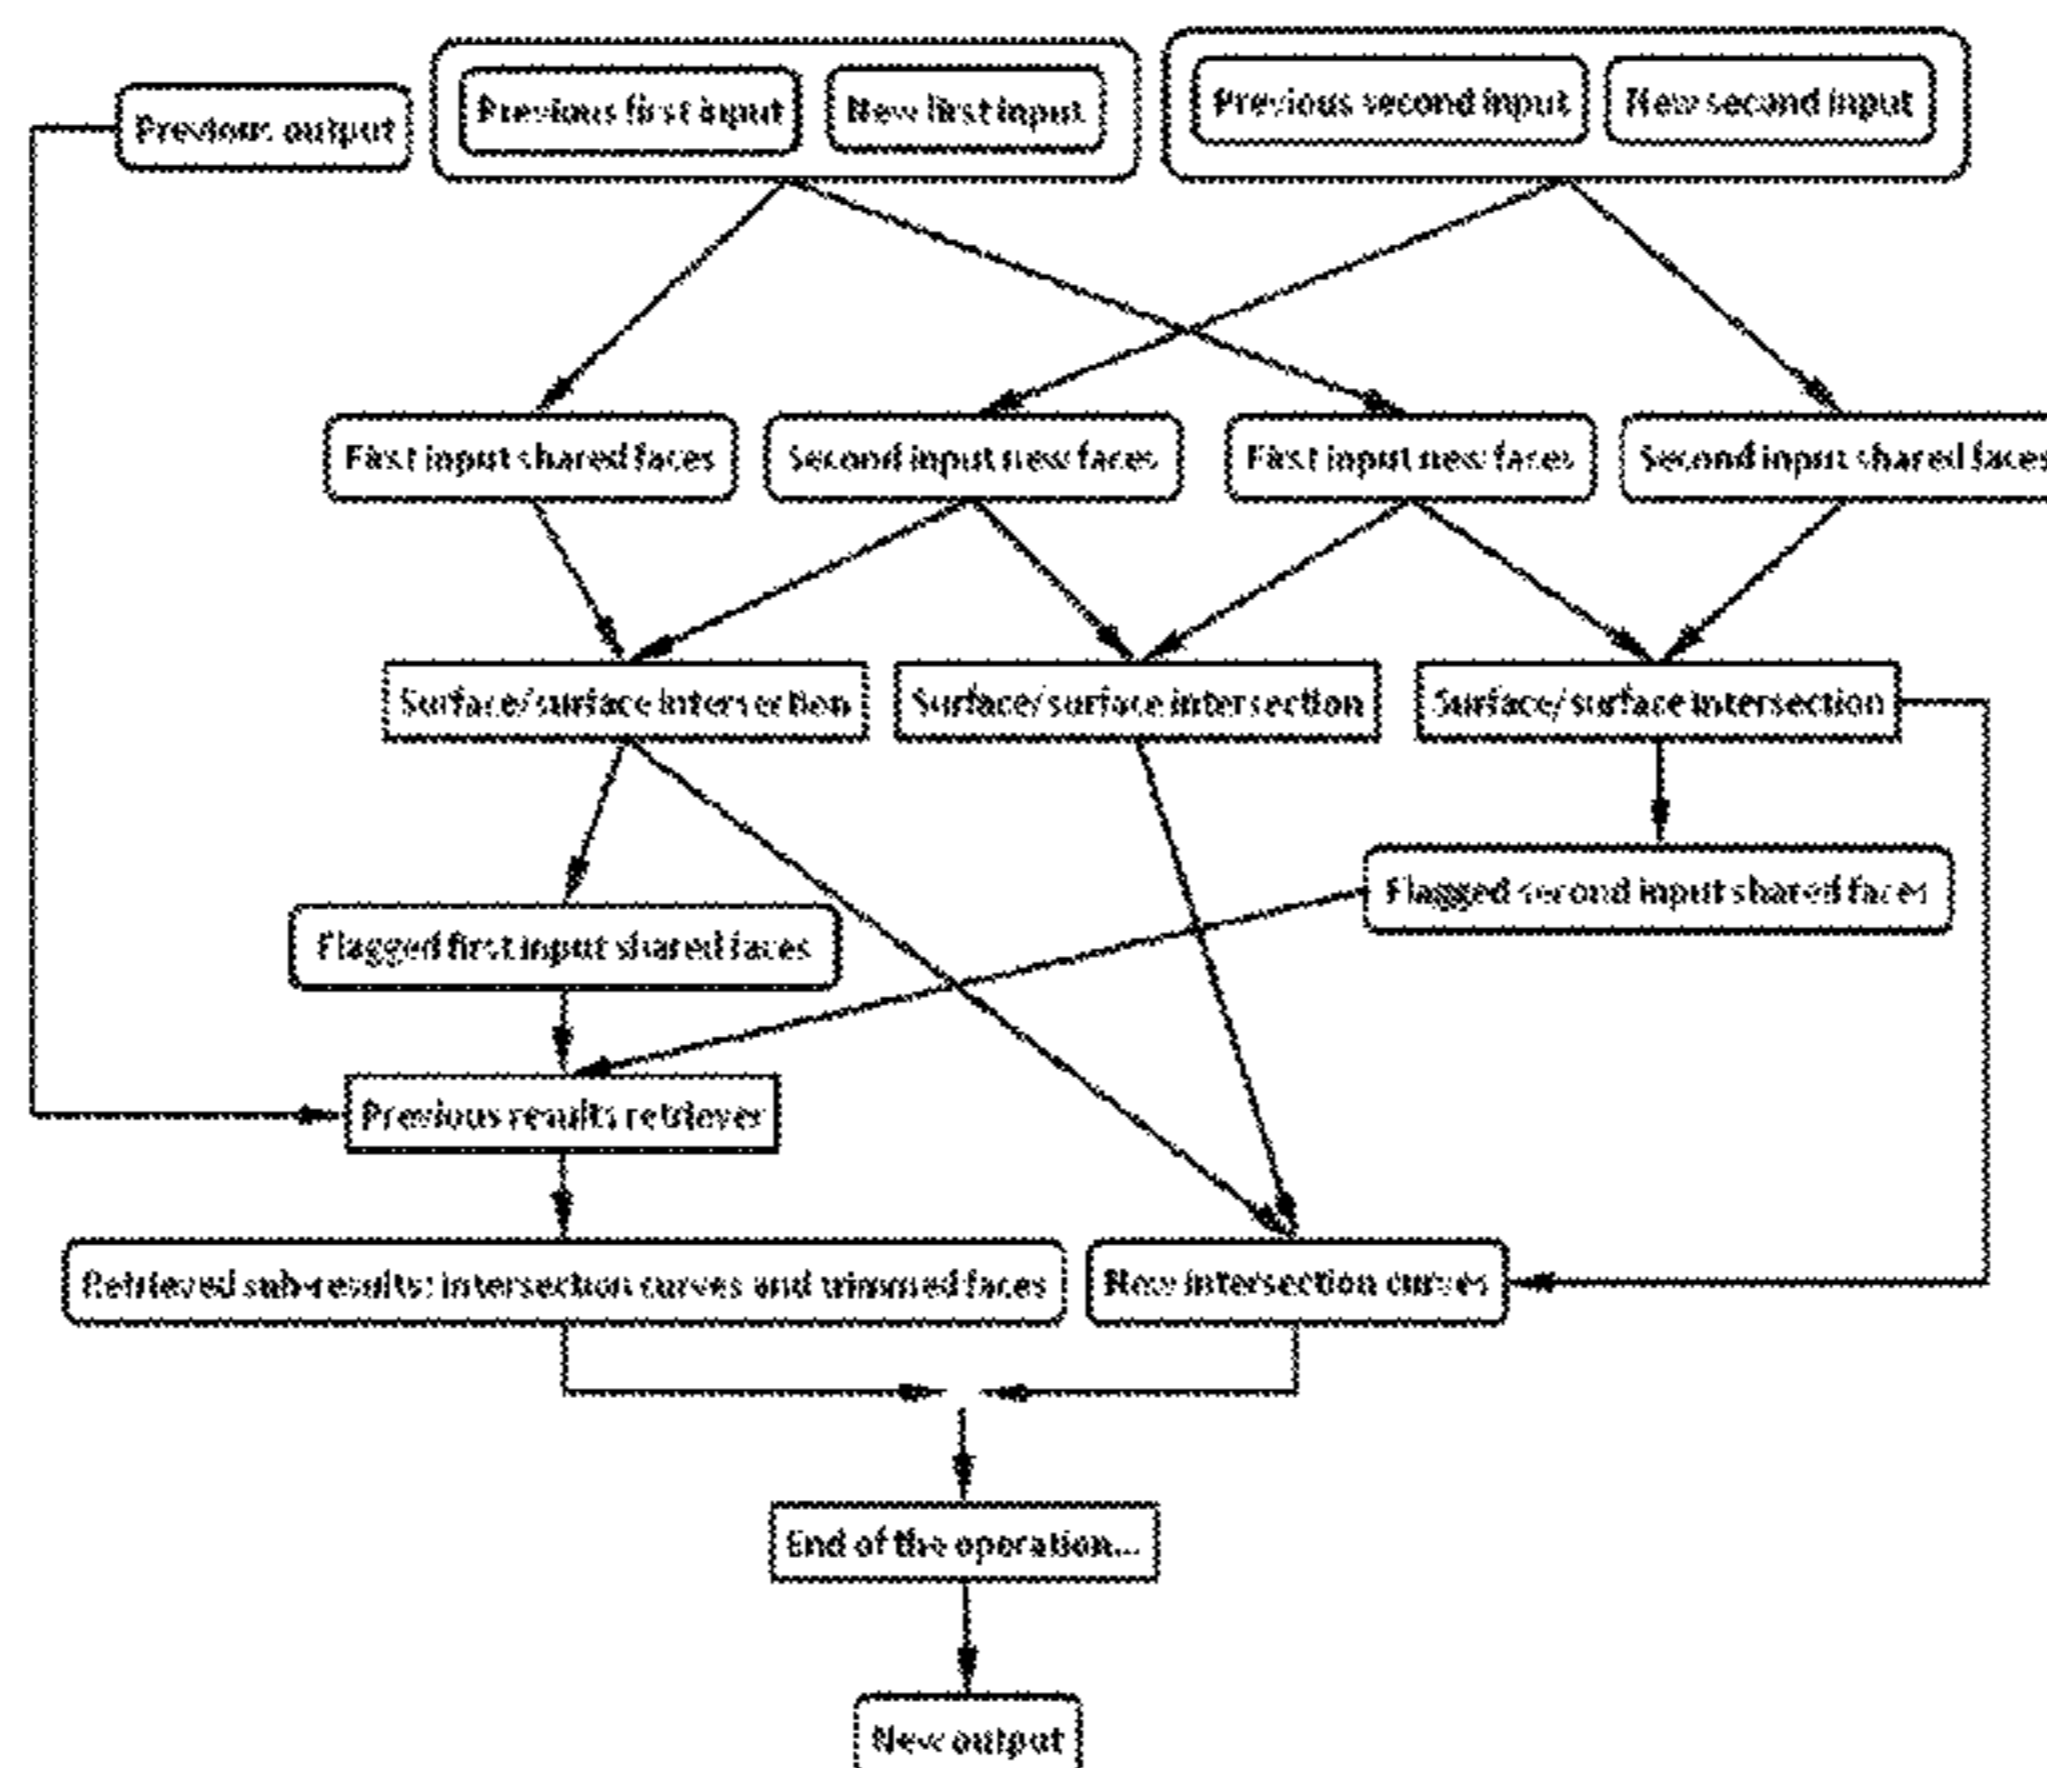 Previous output
Previous first input
New first input
Previous second input
New second input
First input shared faces
Second input new faces
First input new faces
Second input shared faces
Surface/surface intersection
Surface/surface intersection
Surface/surface intersection
Flagged second input shared faces
Flagged first input shared faces
Previous results retriever
Retrieved sub-results: intersection curves and trimmed faces
New intersection curves
End of the operation...
New output